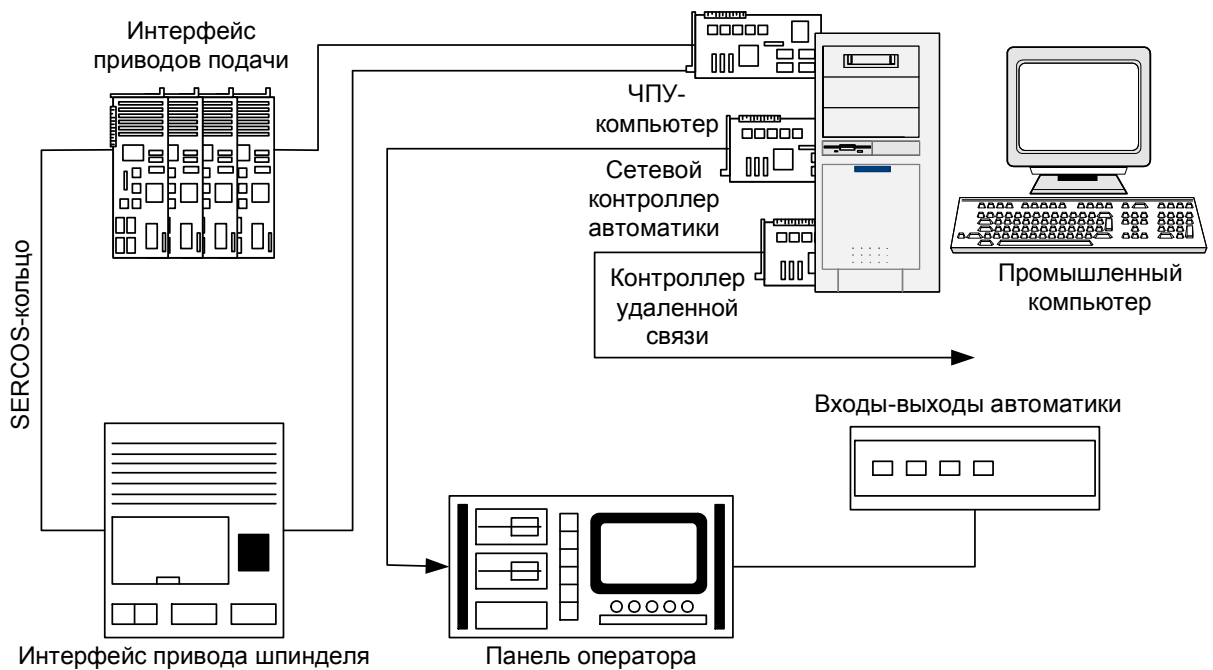 Интерфейс
приводов подачи
ЧПУ-
компьютер
Сетевой
контроллер
автоматики
Контроллер
удаленной
связи
Промышленный
компьютер
SERCOS-кольцо
Входы-выходы автоматики
Интерфейс привода шпинделя
Панель оператора